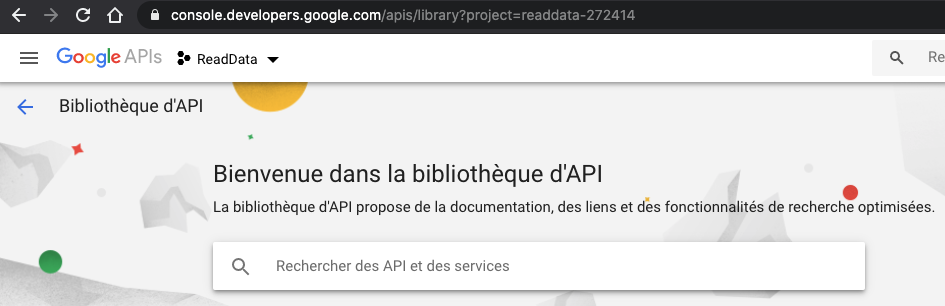 console.developers.google.com/apis/library?project=readdata-272414
Google APIs ReadData Re
Bibliothèque d'API
Bienvenue dans la bibliothèque d'API
La bibliothèque d'API propose de la documentation, des liens et des fonctionnalités de recherche optimisées.
Rechercher des API et des services